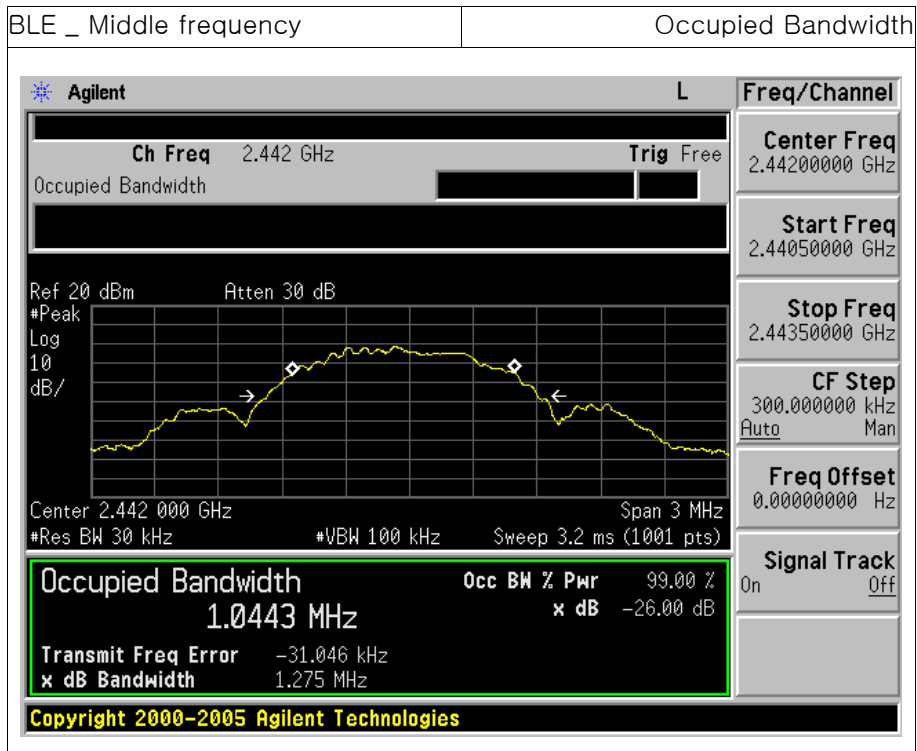 BLE _ Middle frequency
Occupied Bandwidth
Agilent
L
Freq/Channel
Ch Freq 2.442 GHz
Trig Free
Occupied Bandwidth
Center Freq
2.44200000 GHz
Start Freq
2.44050000 GHz
Stop Freq
2.44350000 GHz
CF Step
300.000000 kHz
Auto Man
Freq Offset
0.00000000 Hz
Signal Track
On Off
Ref 20 dBm Atten 30 dB
#Peak
Log
10
dB/
Center 2.442 000 GHz Span 3 MHz
#Res BW 30 kHz #VBW 100 kHz Sweep 3.2 ms (1001 pts)
Occupied Bandwidth
1.0443 MHz
Occ BW % Pwr 99.00 %
x dB -26.00 dB
Transmit Freq Error -31.046 kHz
x dB Bandwidth 1.275 MHz
Copyright 2000-2005 Agilent Technologies